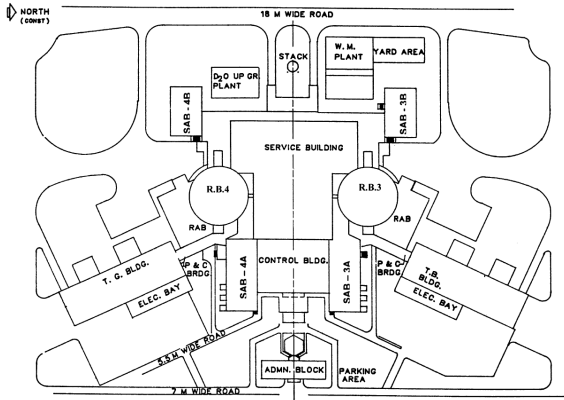 NORTH
(CONST)
18 M WIDE ROAD
STACK
W. M.
PLANT
YARD AREA
D2O UP GR.
PLANT
SAB - 4B
SAB - 3B
SERVICE BUILDING
R.B.4
R.B.3
RAB
RAB
CONTROL BLDG.
P & C
BRDG.
P & C
BRDG
T. G. BLDG.
ELEC. BAY
SAB - 4A
SAB - 3A
T.B.
BLDG.
ELEC. BAY
5.5 M WIDE ROAD
ADMN. BLOCK
PARKING
AREA
7 M WIDE ROAD